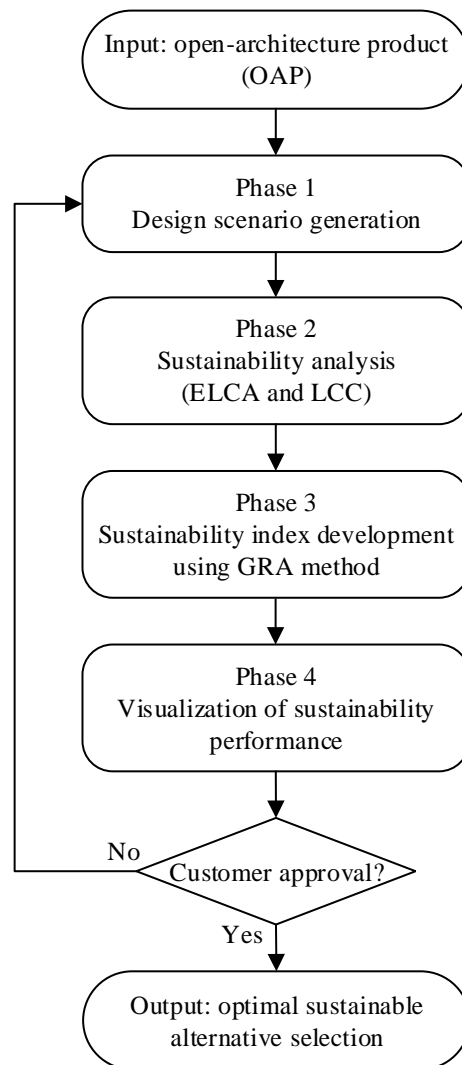 Input: open-architecture product
(OAP)
Phase 1
Design scenario generation
Phase 2
Sustainability analysis
(ELCA and LCC)
Phase 3
Sustainability index development
using GRA method
Phase 4
Visualization of sustainability
performance
No
Customer approval?
Yes
Output: optimal sustainable
alternative selection